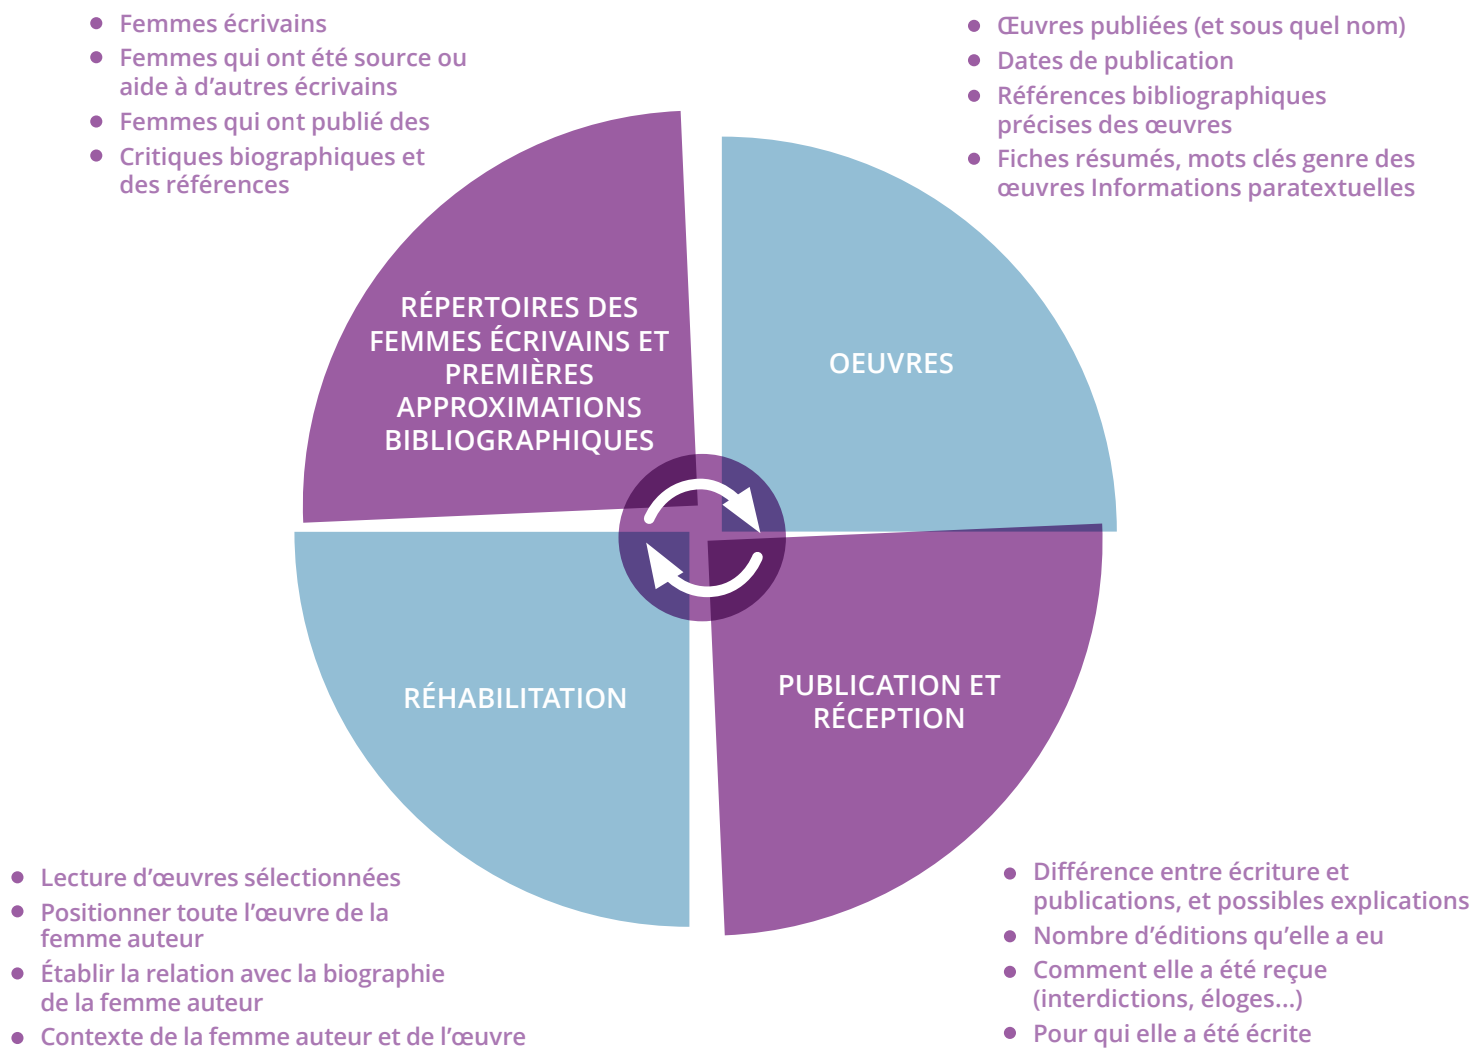 Femmes écrivains
Femmes qui ont été source ou
aide à d'autres écrivains
Femmes qui ont publié des
Critiques biographiques et
des références
Œuvres publiées (et sous quel nom)
Dates de publication
Références bibliographiques
précises des œuvres
Fiches résumés, mots clés genre des
œuvres Informations paratextuelles
RÉPERTOIRES DES
FEMMES ÉCRIVAINS ET
PREMIÈRES
APPROXIMATIONS
BIBLIOGRAPHIQUES
OEUVRES
RÉHABILITATION
PUBLICATION ET
RÉCEPTION
Lecture d'œuvres sélectionnées
Positionner toute l'œuvre de la
femme auteur
Établir la relation avec la biographie
de la femme auteur
Contexte de la femme auteur et de l'œuvre
Différence entre écriture et
publications, et possibles explications
Nombre d'éditions qu'elle a eu
Comment elle a été reçue
(interdictions, éloges...)
Pour qui elle a été écrite